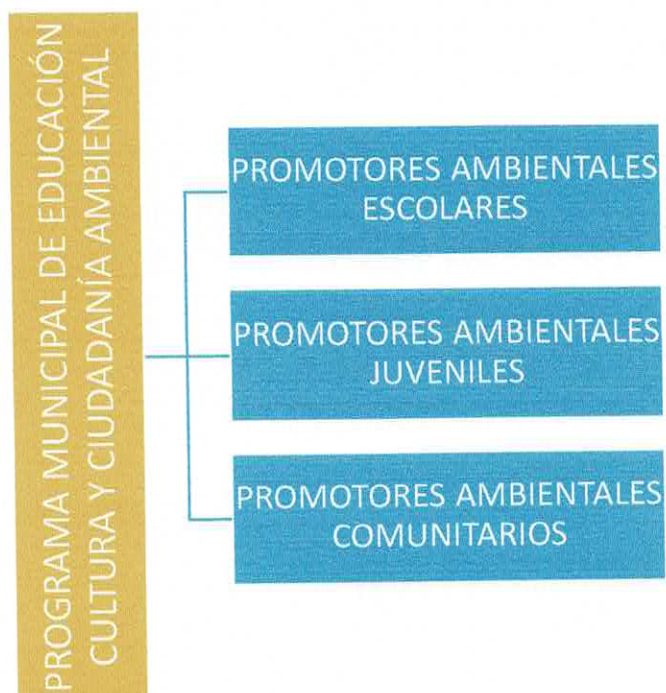 PROGRAMA MUNICIPAL DE EDUCACIÓN
CULTURA Y CIUDADANÍA AMBIENTAL
PROMOTORES AMBIENTALES
ESCOLARES
PROMOTORES AMBIENTALES
JUVENILES
PROMOTORES AMBIENTALES
COMUNITARIOS